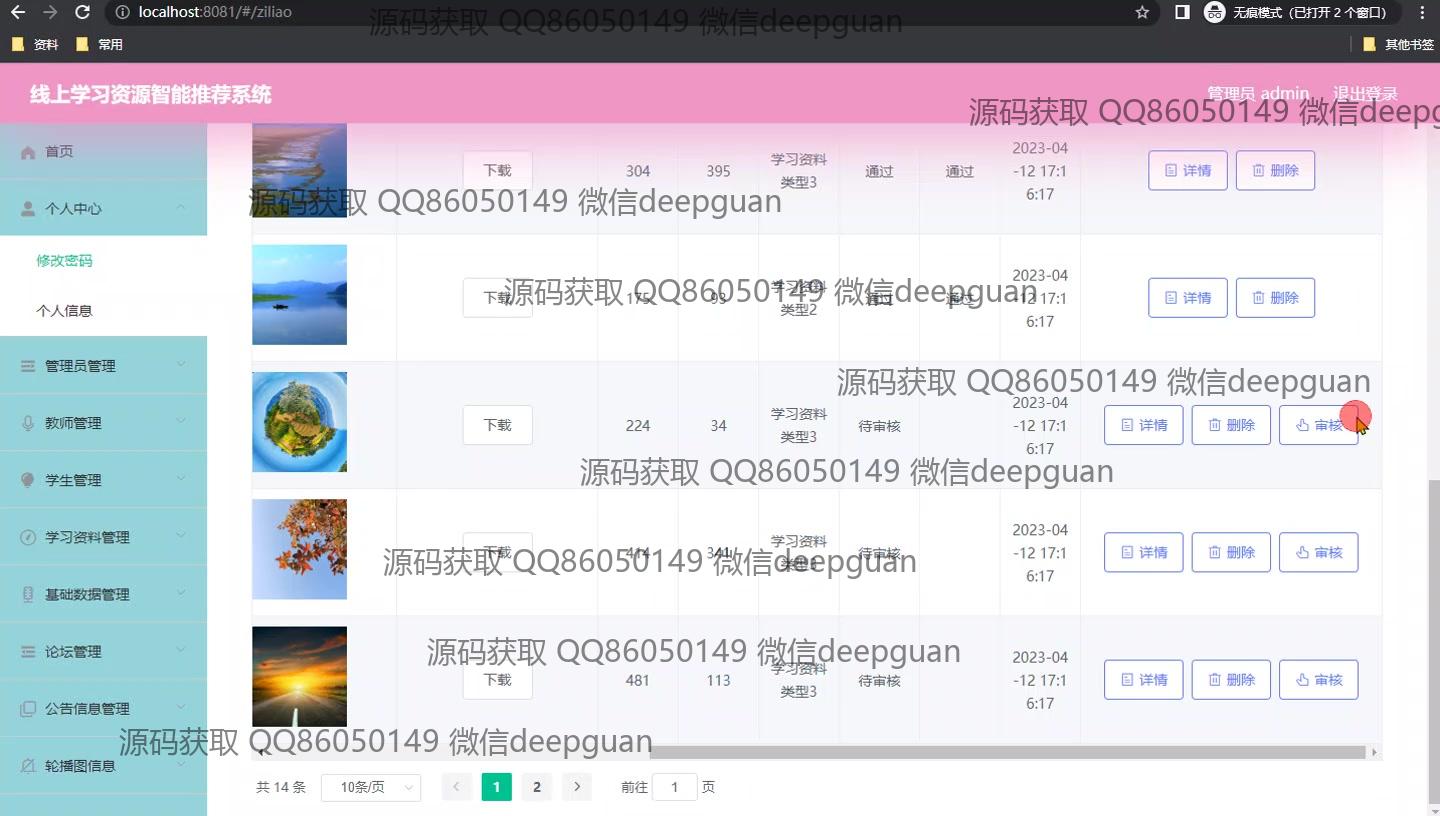 localhost:8081/#/ziliao
无痕模式 (已打开 2 个窗口)
资料
常用
其他书签
源码获取 QQ86050149 微信deepguan
线上学习资源智能推荐系统
管理员 admin
退出登录
源码获取 QQ86050149 微信deepg
首页
个人中心
修改密码
个人信息
管理员管理
教师管理
学生管理
学习资料管理
基础数据管理
论坛管理
公告信息管理
轮播图信息
下载
304
395
学习资料
类型3
通过
通过
2023-04
-12 17:1
6:17
详情
删除
源码获取 QQ86050149 微信deepguan
下载
175
93
学习资料
类型2
通过
通过
2023-04
-12 17:1
6:17
详情
删除
源码获取 QQ86050149 微信deepguan
源码获取 QQ86050149 微信deepguan
下载
224
34
学习资料
类型3
待审核
2023-04
-12 17:1
6:17
详情
删除
审核
源码获取 QQ86050149 微信deepguan
下载
414
341
学习资料
待审核
2023-04
-12 17:1
6:17
详情
删除
审核
源码获取 QQ86050149 微信deepguan
源码获取 QQ86050149 微信deepguan
下载
481
113
学习资料
类型3
待审核
2023-04
-12 17:1
6:17
详情
删除
审核
源码获取 QQ86050149 微信deepguan
共 14 条
10条/页
1
2
前往
1
页